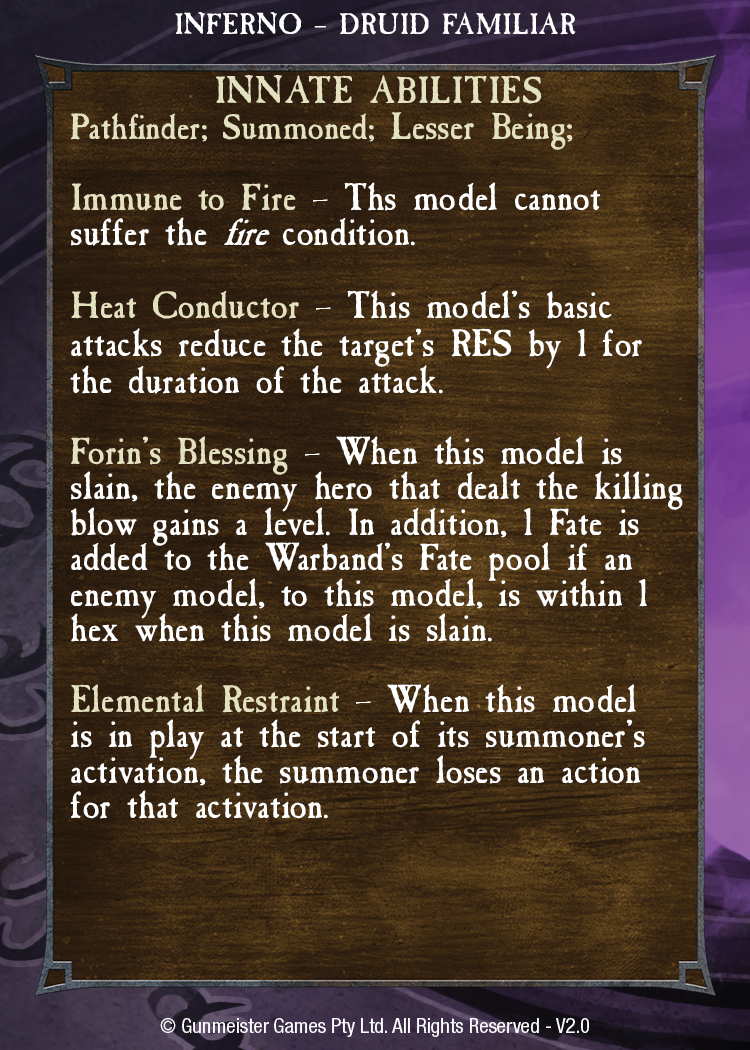 INFERNO – DRUID FAMILIAR
INNATE ABILITIES
Pathfinder; Summoned; Lesser Being;
Immune to Fire – Ths model cannot
suffer the fire condition.
Heat Conductor – This model's basic
attacks reduce the target's RES by 1 for
the duration of the attack.
Forin's Blessing – When this model is
slain, the enemy hero that dealt the killing
blow gains a level. In addition, 1 Fate is
added to the Warband's Fate pool if an
enemy model, to this model, is within 1
hex when this model is slain.
Elemental Restraint – When this model
is in play at the start of its summoner's
activation, the summoner loses an action
for that activation.
© Gunmeister Games Pty Ltd. All Rights Reserved - V2.0